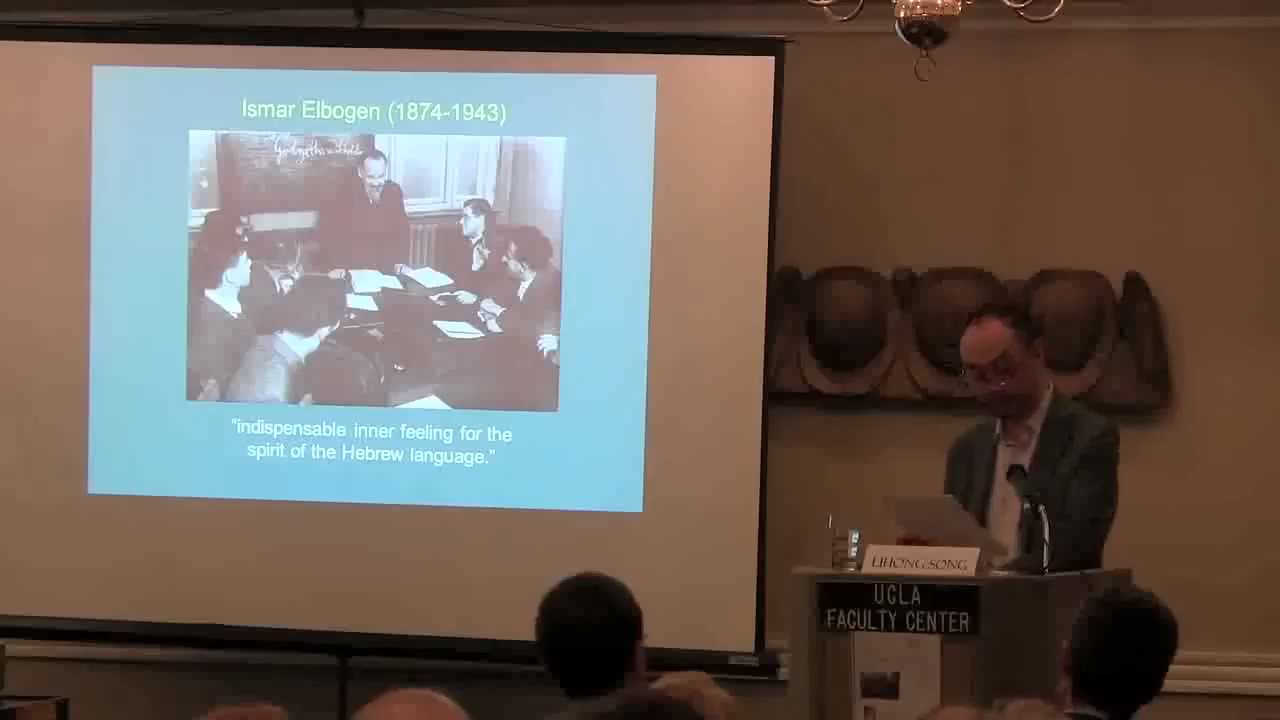 Ismar Elbogen (1874-1943)
"indispensable inner feeling for the
spirit of the Hebrew language."
LIHONG SONG
UCLA
FACULTY CENTER